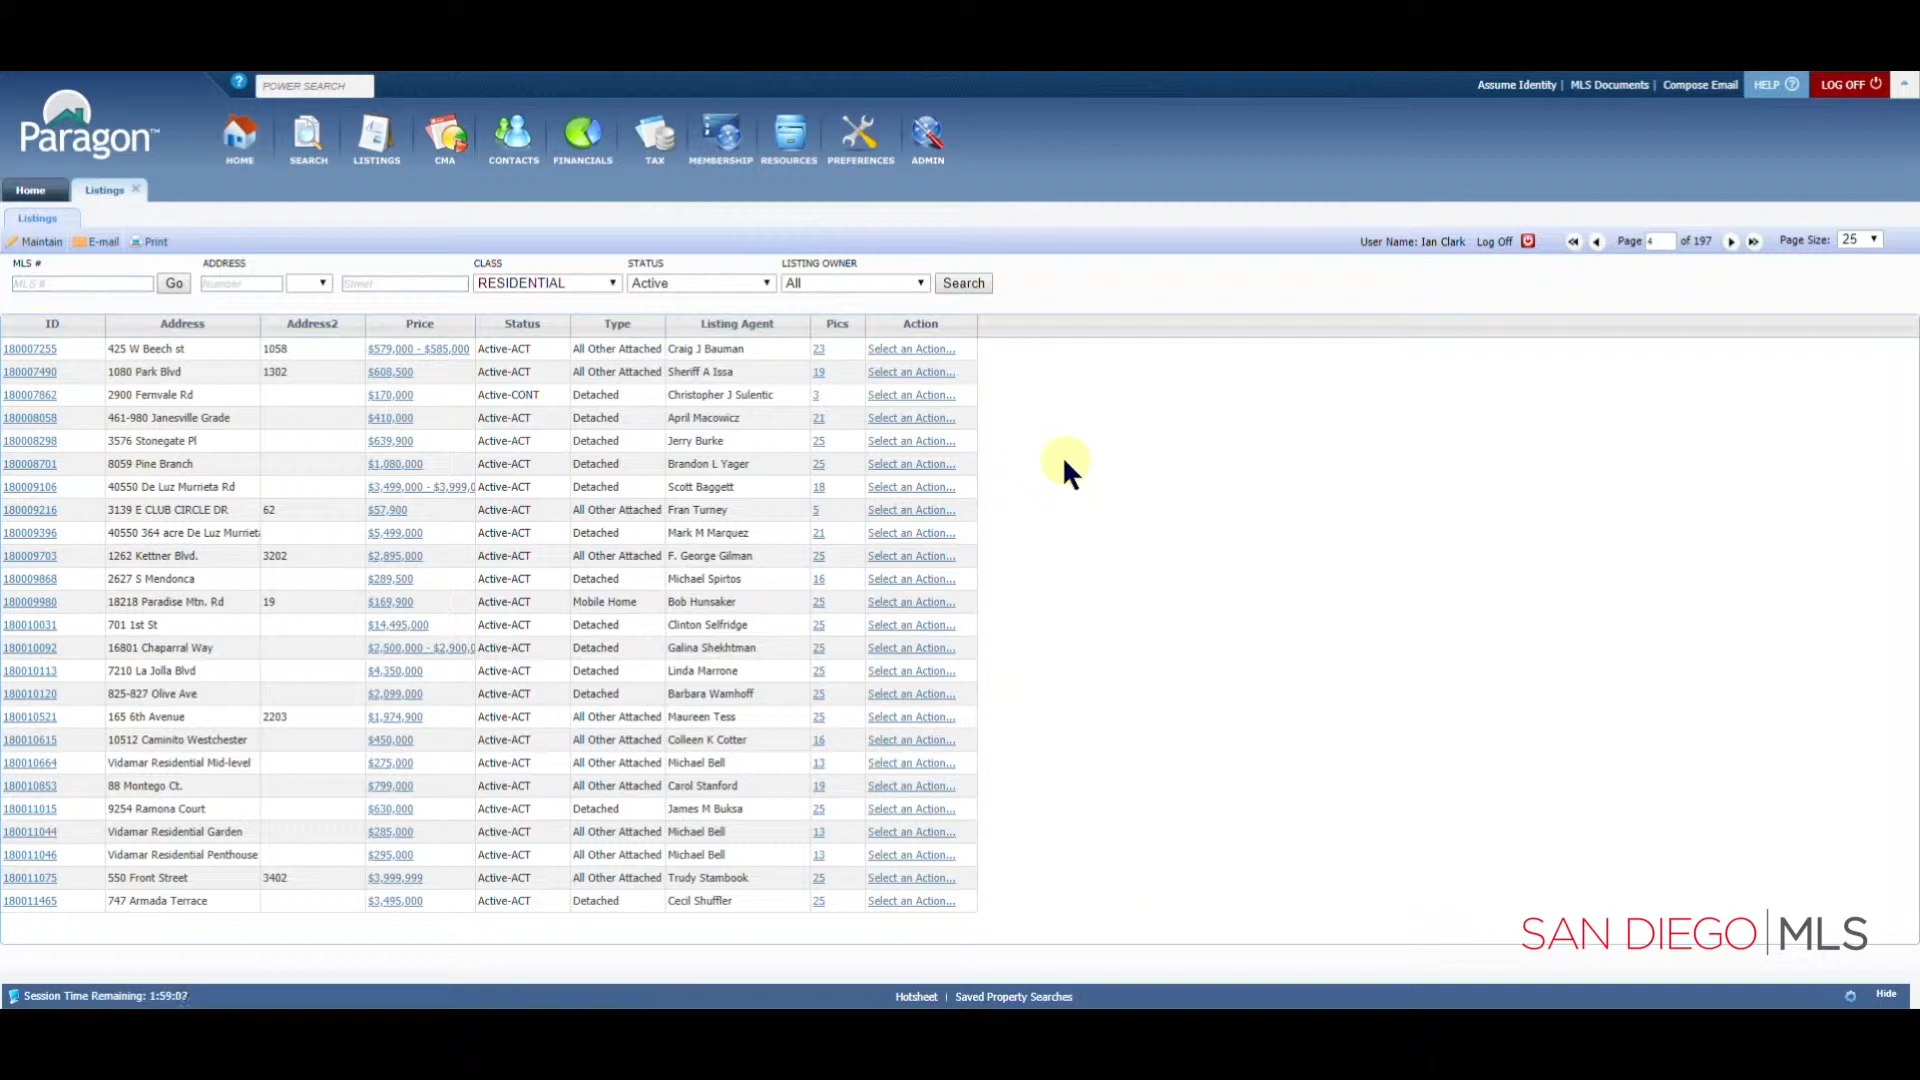 POWER SEARCH
Assume Identity | MLS Documents | Compose Email HELP ? LOG OFF
Paragon™
HOME SEARCH LISTINGS CMA CONTACTS FINANCIALS TAX MEMBERSHIP RESOURCES PREFERENCES ADMIN
Home Listings
Listings
Maintain E-mail Print User Name: Ian Clark Log Off Page 4 of 197 Page Size: 25
MLS # ADDRESS CLASS STATUS LISTING OWNER
MLS # Go Number Street RESIDENTIAL Active All Search
ID Address Address2 Price Status Type Listing Agent Pics Action
180007255 425 W Beech st 1058 $579,000 - $585,000 Active-ACT All Other Attached Craig J Bauman 23 Select an Action...
180007490 1080 Park Blvd 1302 $608,500 Active-ACT All Other Attached Sheriff A Issa 19 Select an Action...
180007862 2900 Fernvale Rd $170,000 Active-CONT Detached Christopher J Sulentic 3 Select an Action...
180008058 461-980 Janesville Grade $410,000 Active-ACT Detached April Macowicz 21 Select an Action...
180008298 3576 Stonegate Pl $639,900 Active-ACT Detached Jerry Burke 25 Select an Action...
180008701 8059 Pine Branch $1,080,000 Active-ACT Detached Brandon L Yager 25 Select an Action...
180009106 40550 De Luz Murrieta Rd $3,499,000 - $3,999,0 Active-ACT Detached Scott Baggett 18 Select an Action...
180009216 3139 E CLUB CIRCLE DR 62 $57,900 Active-ACT All Other Attached Fran Turney 5 Select an Action...
180009396 40550 364 acre De Luz Murrieta $5,499,000 Active-ACT Detached Mark M Marquez 21 Select an Action...
180009703 1262 Kettner Blvd. 3202 $2,895,000 Active-ACT All Other Attached F. George Gilman 25 Select an Action...
180009868 2627 S Mendonca $289,500 Active-ACT Detached Michael Spirtos 16 Select an Action...
180009980 18218 Paradise Mtn. Rd 19 $169,900 Active-ACT Mobile Home Bob Hunsaker 25 Select an Action...
180010031 701 1st St $14,495,000 Active-ACT Detached Clinton Selfridge 25 Select an Action...
180010092 16801 Chaparral Way $2,500,000 - $2,900,0 Active-ACT Detached Galina Shekhtman 25 Select an Action...
180010113 7210 La Jolla Blvd $4,350,000 Active-ACT Detached Linda Marrone 25 Select an Action...
180010120 825-827 Olive Ave $2,099,000 Active-ACT Detached Barbara Wamhoff 25 Select an Action...
180010521 165 6th Avenue 2203 $1,974,900 Active-ACT All Other Attached Maureen Tess 25 Select an Action...
180010615 10512 Caminito Westchester $450,000 Active-ACT All Other Attached Colleen K Cotter 16 Select an Action...
180010664 Vidamar Residential Mid-level $275,000 Active-ACT All Other Attached Michael Bell 13 Select an Action...
180010853 88 Montego Ct. $799,000 Active-ACT All Other Attached Carol Stanford 19 Select an Action...
180011015 9254 Ramona Court $630,000 Active-ACT Detached James M Buksa 25 Select an Action...
180011044 Vidamar Residential Garden $285,000 Active-ACT All Other Attached Michael Bell 13 Select an Action...
180011046 Vidamar Residential Penthouse $295,000 Active-ACT All Other Attached Michael Bell 13 Select an Action...
180011075 550 Front Street 3402 $3,999,999 Active-ACT All Other Attached Trudy Stambook 25 Select an Action...
180011465 747 Armada Terrace $3,495,000 Active-ACT Detached Cecil Shuffler 25 Select an Action...
SAN DIEGO | MLS
Session Time Remaining: 1:59:07 Hotsheet | Saved Property Searches Hide